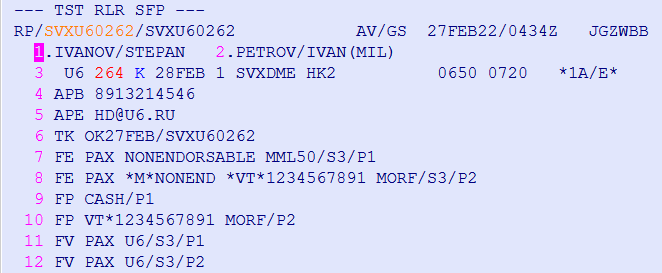 --- TST RLR SFP ---
RP/SVXU60262/SVXU60262 AV/GS 27FEB22/0434Z JGZWBB
1.IVANOV/STEPAN 2.PETROV/IVAN(MIL)
3 U6 264 K 28FEB 1 SVXDME HK2 0650 0720 *1A/E*
4 APB 8913214546
5 APE HD@U6.RU
6 TK OK27FEB/SVXU60262
7 FE PAX NONENDORSABLE MML50/S3/P1
8 FE PAX *M*NONEND *VT*1234567891 MORF/S3/P2
9 FP CASH/P1
10 FP VT*1234567891 MORF/P2
11 FV PAX U6/S3/P1
12 FV PAX U6/S3/P2